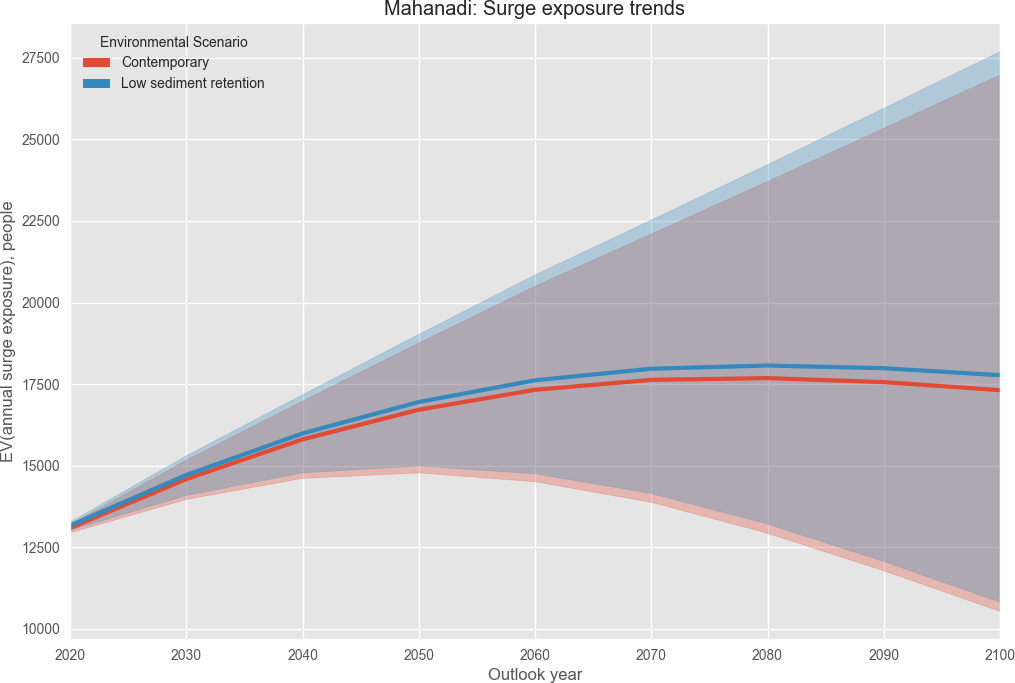 Mahanadi: Surge exposure trends
Environmental Scenario
Contemporary
Low sediment retention
EV(annual surge exposure), people
27500
25000
22500
20000
17500
15000
12500
10000
2020 2030 2040 2050 2060 2070 2080 2090 2100
Outlook year